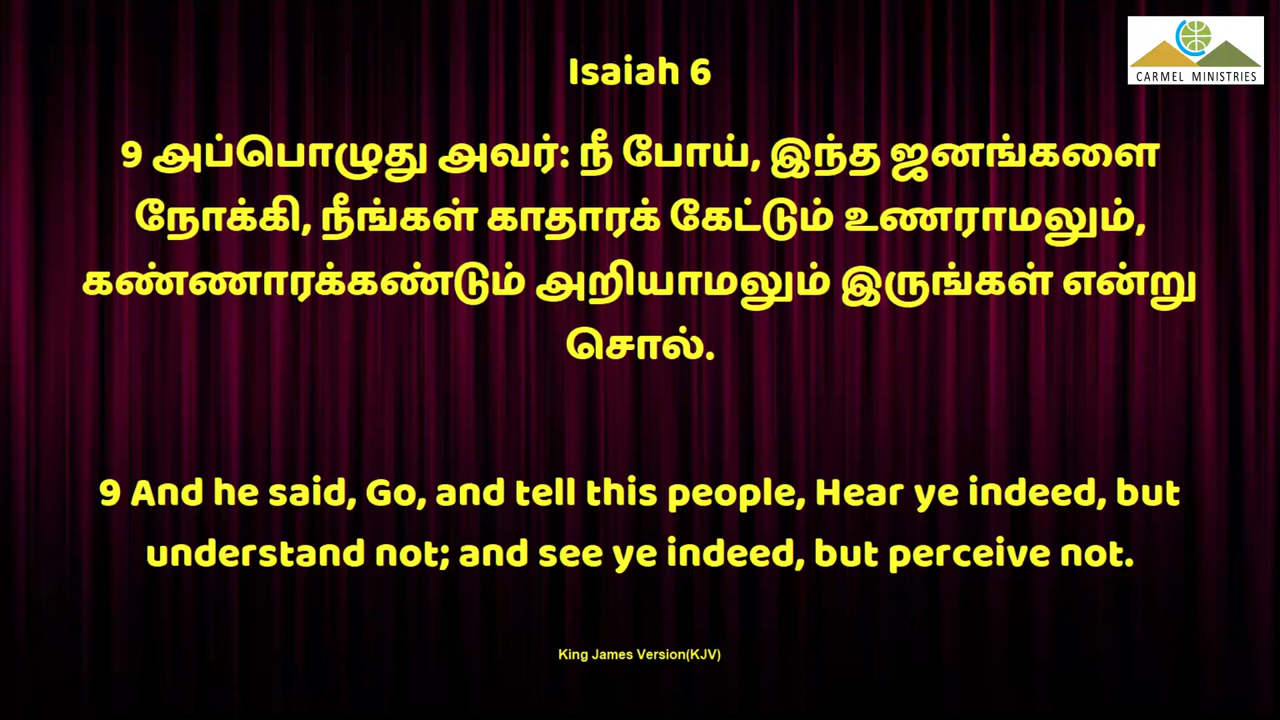 CARMEL MINISTRIES
Isaiah 6
9 அப்பொழுது அவர்: நீ போய், இந்த ஜனங்களை
நோக்கி, நீங்கள் காதாரக் கேட்டும் உணராமலும்,
கண்ணாரக்கண்டும் அறியாமலும் இருங்கள் என்று
சொல்.
9 And he said, Go, and tell this people, Hear ye indeed, but
understand not; and see ye indeed, but perceive not.
King James Version(KJV)